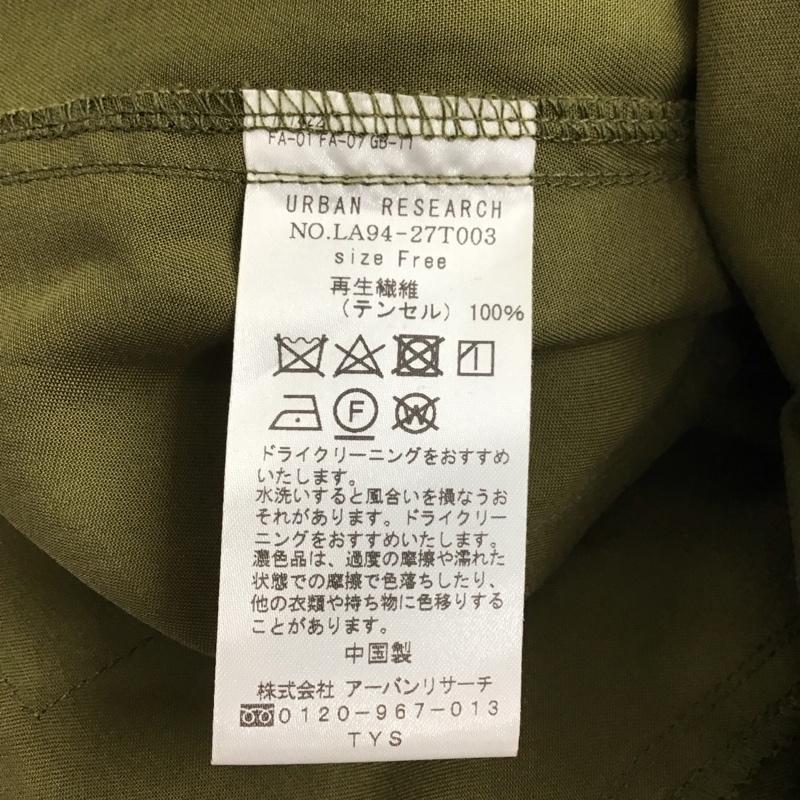 FA-01 FA-07 GB-11
URBAN RESEARCH
NO.LA94-27T003
size Free
再生繊維
（テンセル） 100%
F
W
ドライクリーニングをおすすめ
いたします。
水洗いすると風合いを損なうお
それがあります。ドライクリー
ニングをおすすめいたします。
濃色品は、過度の摩擦や濡れた
状態での摩擦で色落ちしたり、
他の衣類や持ち物に色移りする
ことがあります。
中国製
株式会社 アーバンリサーチ
0120-967-013
TYS